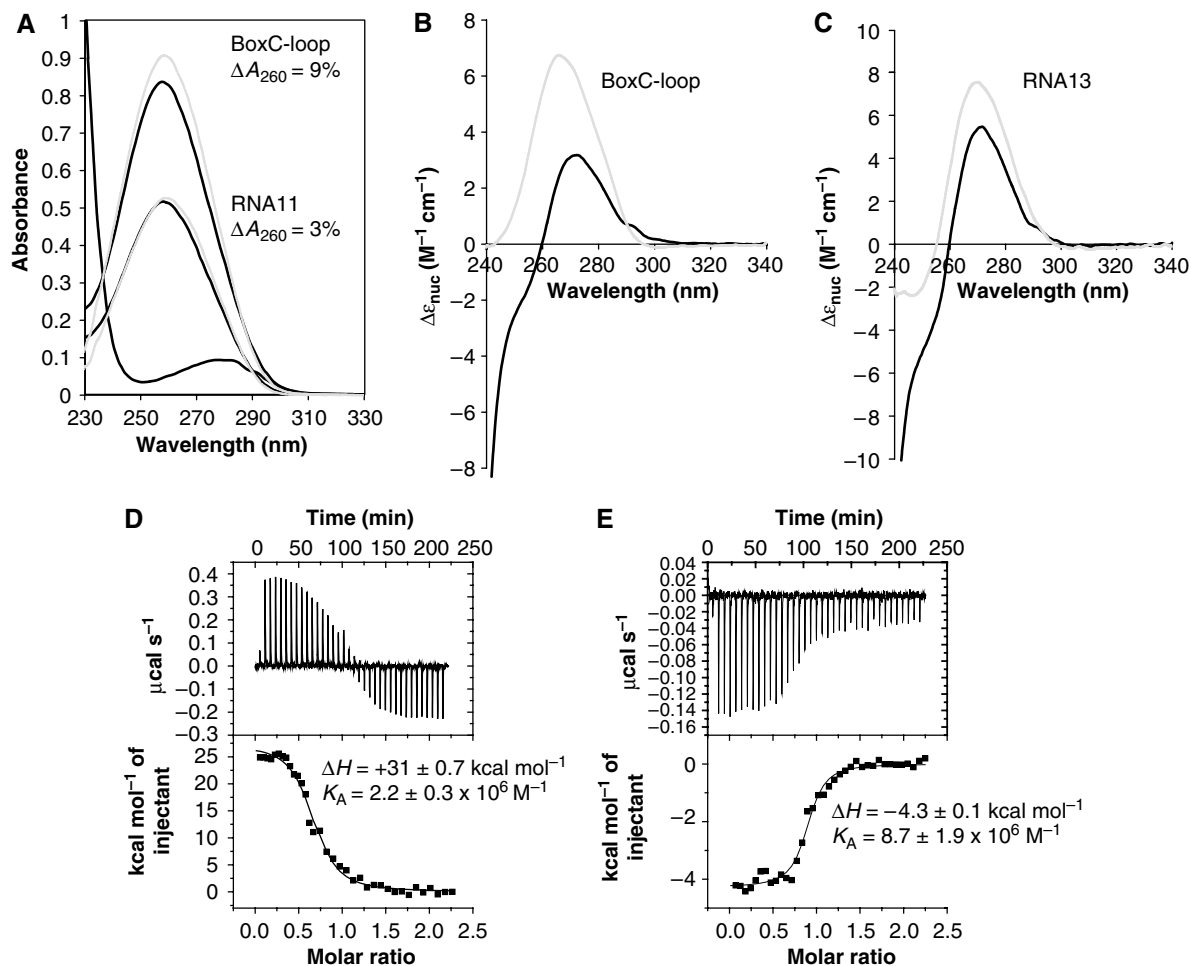 A
1
0.9
0.8
0.7
0.6
0.5
0.4
0.3
0.2
0.1
0
Absorbance
BoxC-loop
ΔA260 = 9%
RNA11
ΔA260 = 3%
230 250 270 290 310 330
Wavelength (nm)
B
8
6
4
2
0
−2
−4
−6
−8
Δεnuc (M−1 cm−1)
BoxC-loop
240 260 280 300 320 340
Wavelength (nm)
C
10
8
6
4
2
0
−2
−4
−6
−8
−10
Δεnuc (M−1 cm−1)
RNA13
240 260 280 300 320 340
Wavelength (nm)
D
Time (min)
0 50 100 150 200 250
0.4
0.3
0.2
0.1
0.0
−0.1
−0.2
−0.3
μcal s−1
25
20
15
10
5
0
kcal mol−1 of
injectant
ΔH = +31 ± 0.7 kcal mol−1
KA = 2.2 ± 0.3 x 10^6 M−1
0.0 0.5 1.0 1.5 2.0 2.5
Molar ratio
E
Time (min)
0 50 100 150 200 250
0.04
0.02
0.00
−0.02
−0.04
−0.06
−0.08
−0.10
−0.12
−0.14
−0.16
μcal s−1
0
−2
−4
kcal mol−1 of
injectant
ΔH = −4.3 ± 0.1 kcal mol−1
KA = 8.7 ± 1.9 x 10^6 M−1
0.0 0.5 1.0 1.5 2.0 2.5
Molar ratio